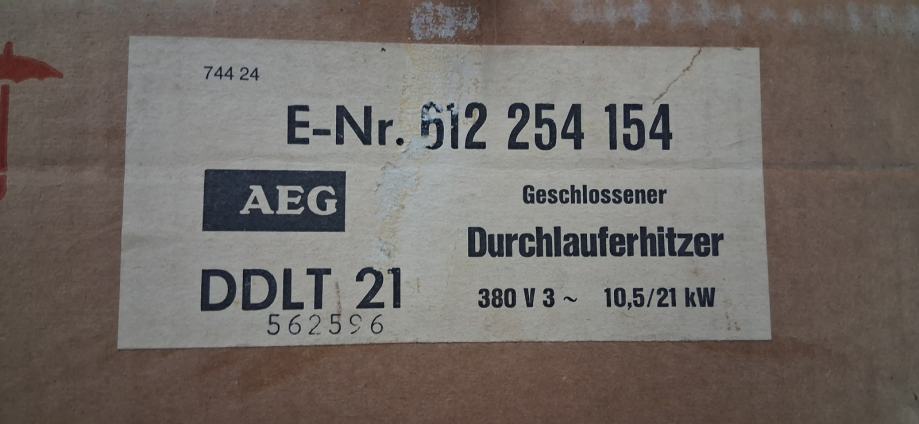 744 24
E-Nr. 612 254 154
AEG
Geschlossener
Durchlauferhitzer
DDLT 21
380 V 3 ~ 10,5/21 kW
562596